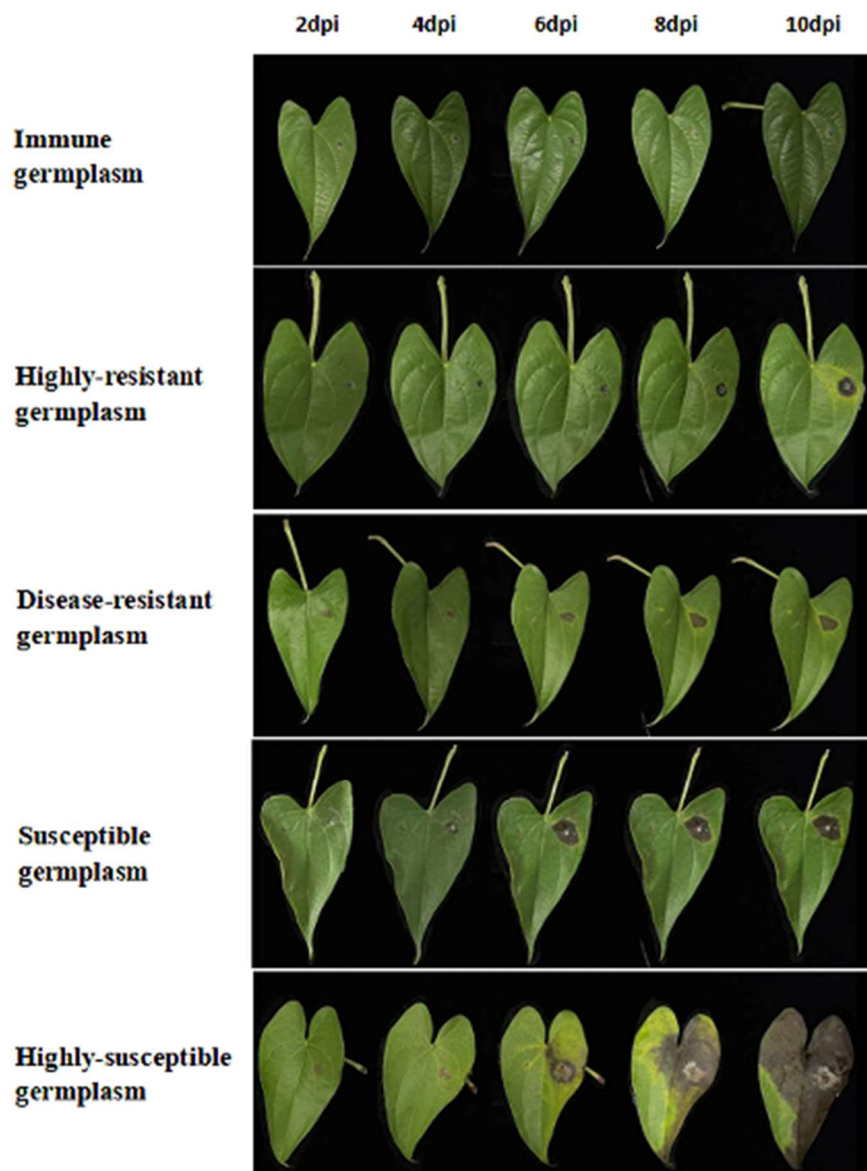 2dpi 4dpi 6dpi 8dpi 10dpi
Immune
germplasm
Highly-resistant
germplasm
Disease-resistant
germplasm
Susceptible
germplasm
Highly-susceptible
germplasm